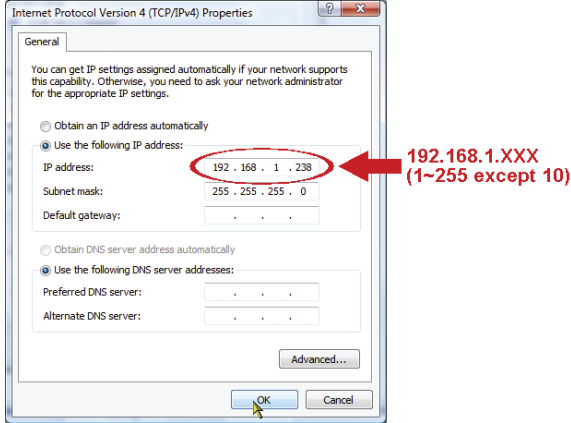 Internet Protocol Version 4 (TCP/IPv4) Properties
General
You can get IP settings assigned automatically if your network supports
this capability. Otherwise, you need to ask your network administrator
for the appropriate IP settings.
Obtain an IP address automatically
Use the following IP address:
IP address: 192 . 168 . 1 . 238
Subnet mask: 255 . 255 . 255 . 0
Default gateway: . . .
192.168.1.XXX
(1~255 except 10)
Obtain DNS server address automatically
Use the following DNS server addresses:
Preferred DNS server: . . .
Alternate DNS server: . . .
Advanced...
OK Cancel